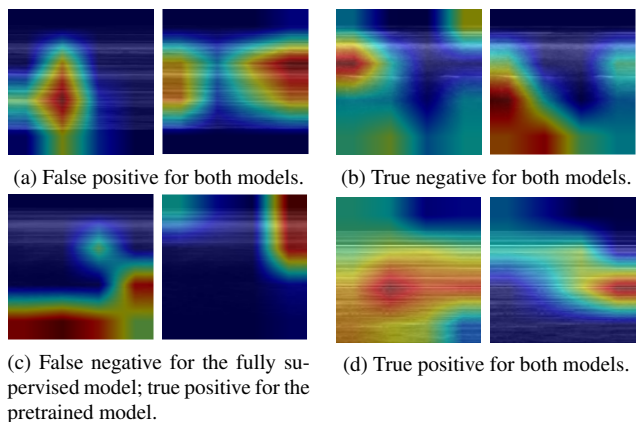 (a) False positive for both models.
(b) True negative for both models.
(c) False negative for the fully su-
pervised model; true positive for the
pretrained model.
(d) True positive for both models.